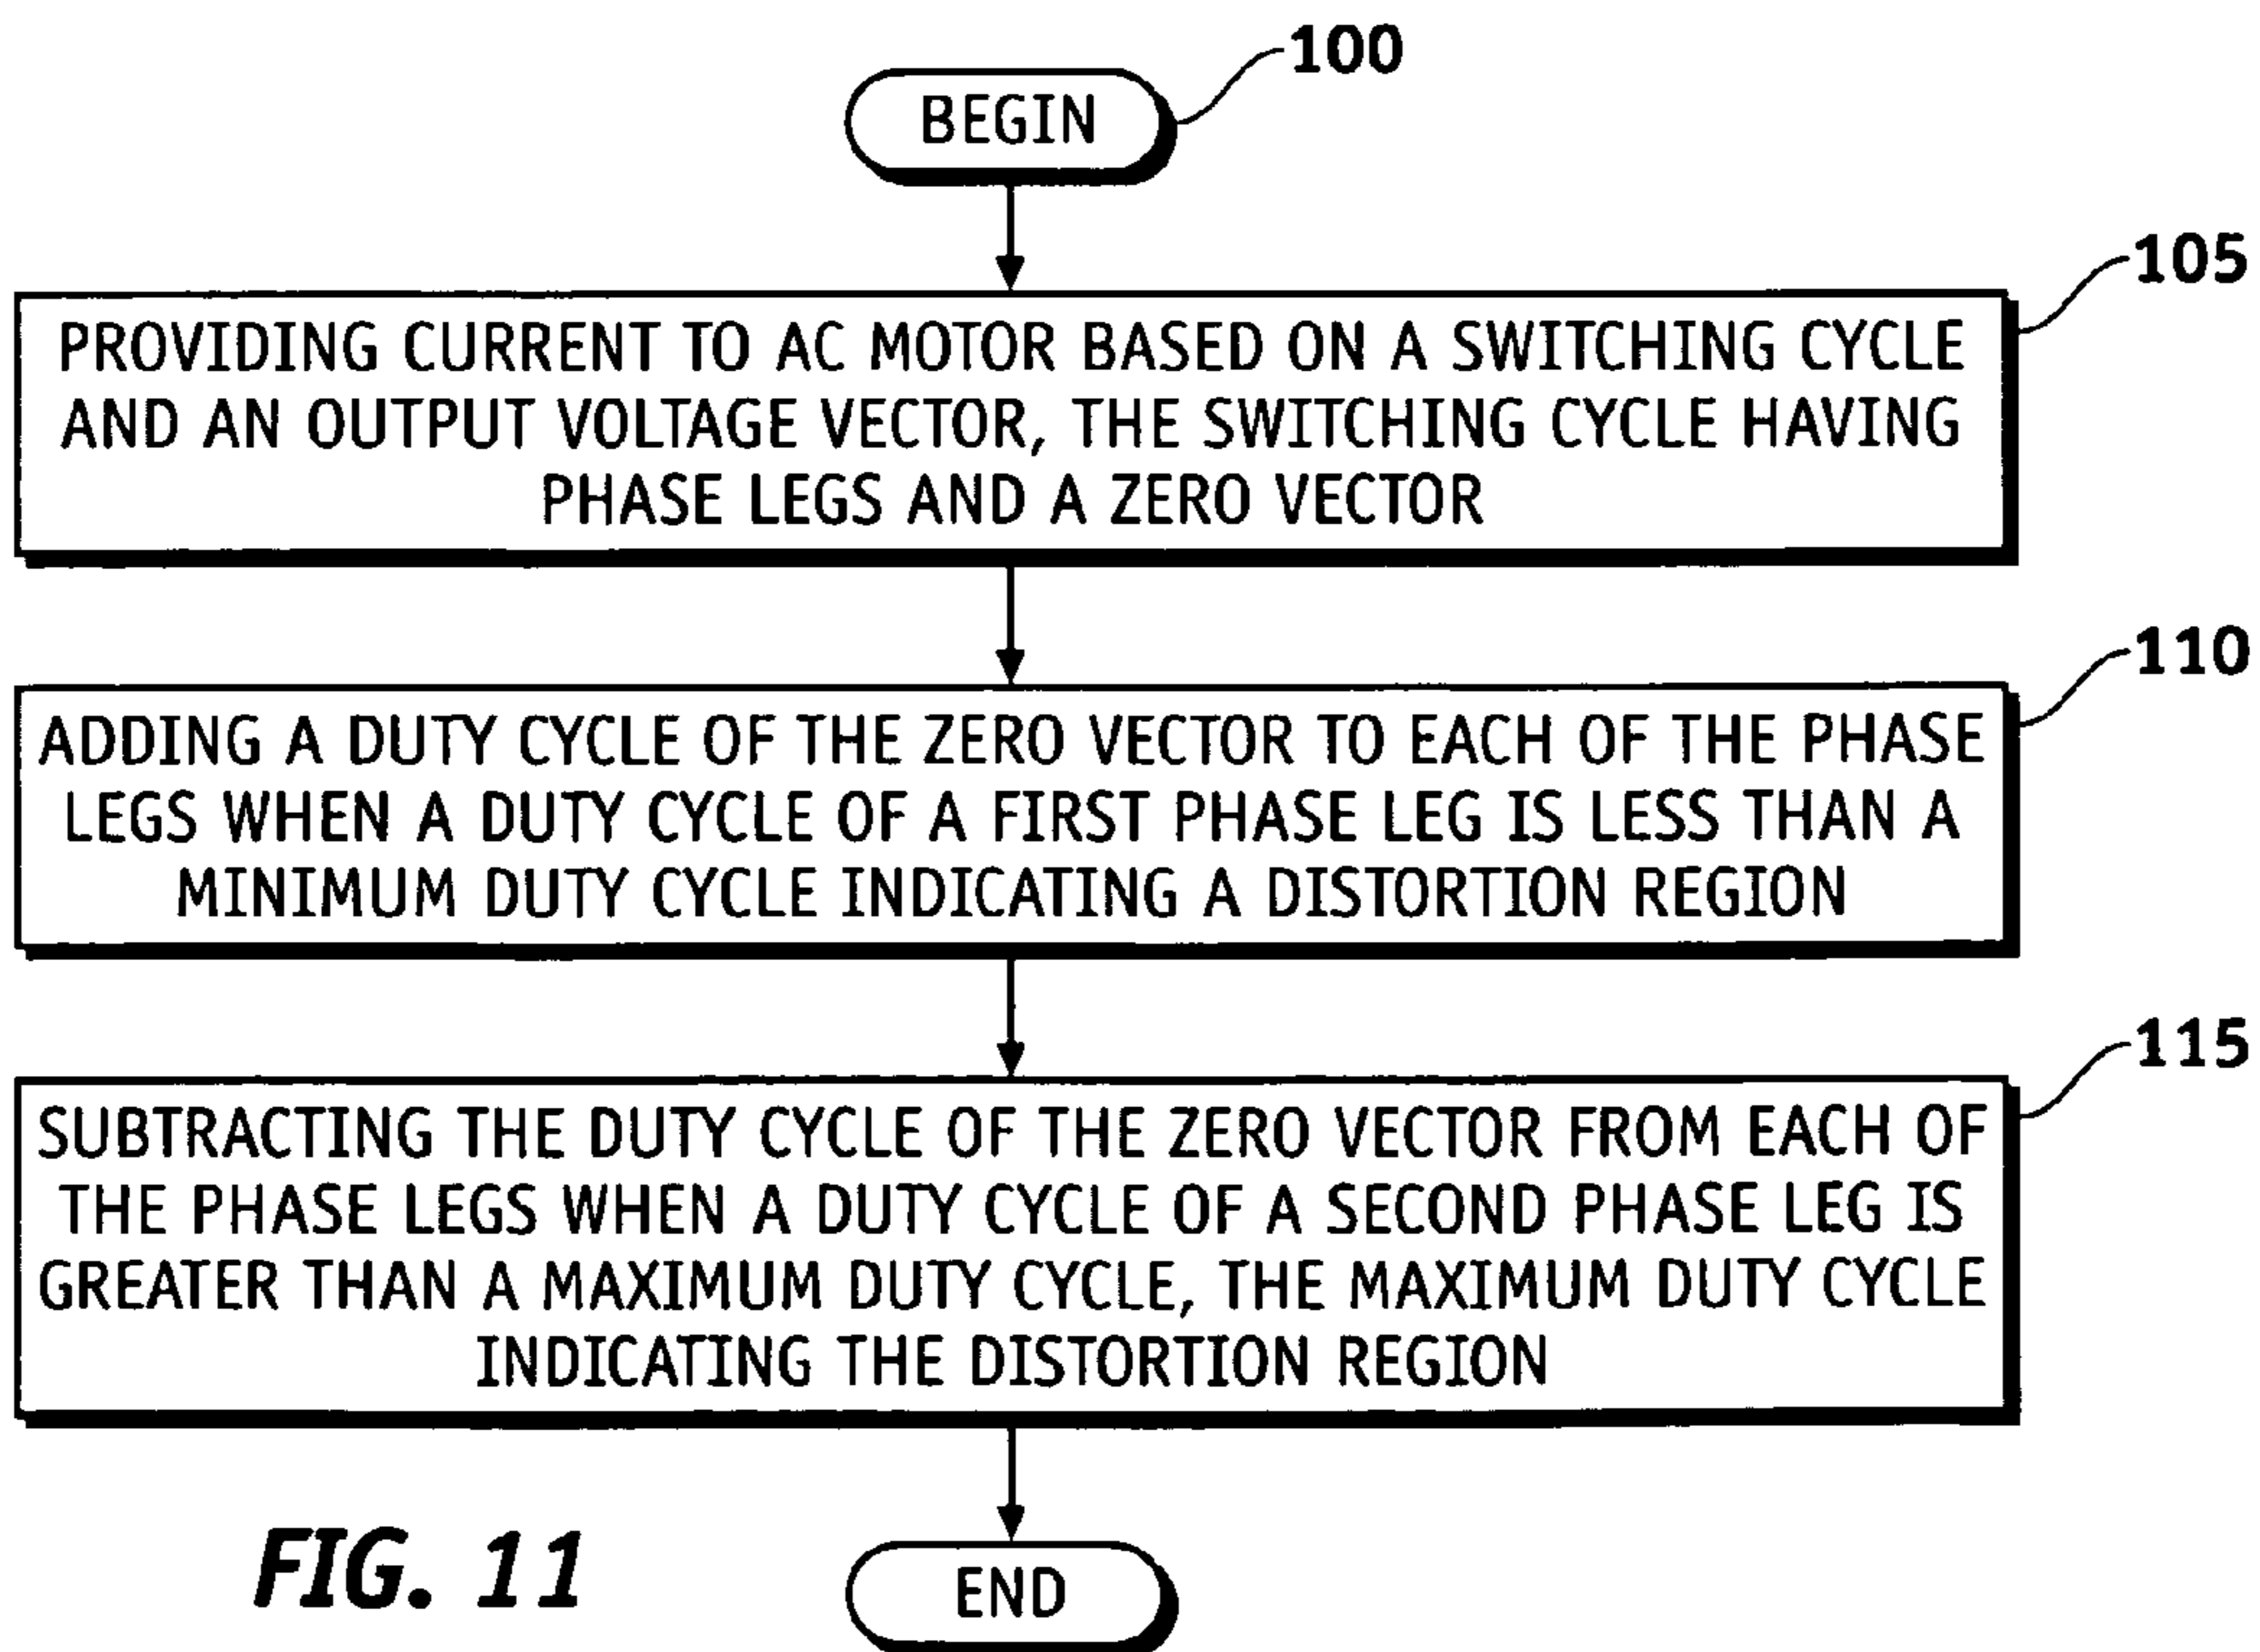 100
BEGIN
105
PROVIDING CURRENT TO AC MOTOR BASED ON A SWITCHING CYCLE
AND AN OUTPUT VOLTAGE VECTOR, THE SWITCHING CYCLE HAVING
PHASE LEGS AND A ZERO VECTOR
110
ADDING A DUTY CYCLE OF THE ZERO VECTOR TO EACH OF THE PHASE
LEGS WHEN A DUTY CYCLE OF A FIRST PHASE LEG IS LESS THAN A
MINIMUM DUTY CYCLE INDICATING A DISTORTION REGION
115
SUBTRACTING THE DUTY CYCLE OF THE ZERO VECTOR FROM EACH OF
THE PHASE LEGS WHEN A DUTY CYCLE OF A SECOND PHASE LEG IS
GREATER THAN A MAXIMUM DUTY CYCLE, THE MAXIMUM DUTY CYCLE
INDICATING THE DISTORTION REGION
FIG. 11
END